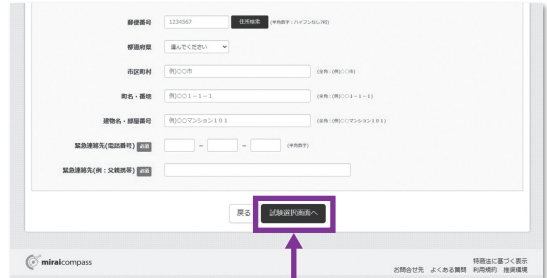 郵便番号 1234567 住所検索 (半角数字:ハイフンなし7桁)
都道府県 選んでください
市区町村 例)○○市 (全角:(例)○○市)
町名・番地 例)○○1-1-1 (全角:(例)○○1-1-1)
建物名・部屋番号 例)○○マンション101 (全角:(例)○○マンション101)
緊急連絡先(電話番号) 必須 - - (半角数字)
緊急連絡先(例:父親携帯) 必須
戻る 試験選択画面へ
miraicompass
特商法に基づく表示
お問合せ先 よくある質問 利用規約 推奨環境